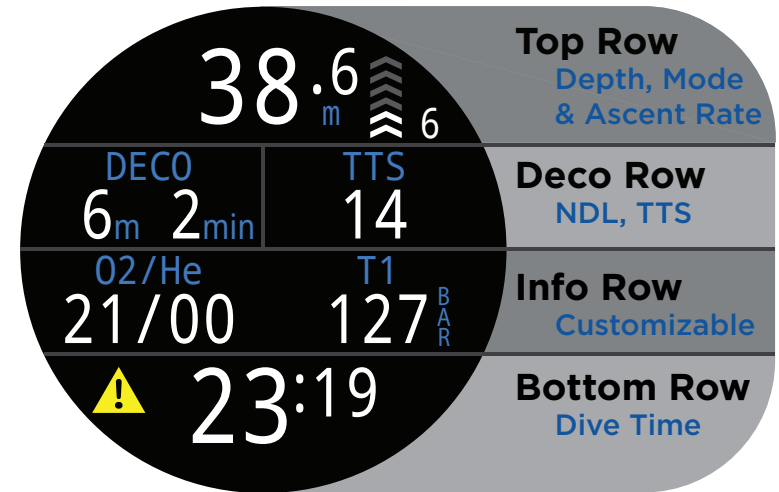 38.6
m
6
Top Row
Depth, Mode
& Ascent Rate
DECO
TTS
6m 2min
14
Deco Row
NDL, TTS
O2/He
T1
21/00
127 BAR
Info Row
Customizable
23:19
Bottom Row
Dive Time